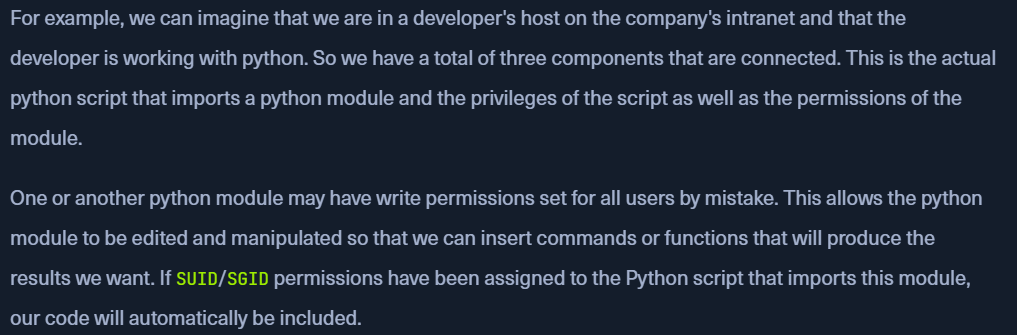 For example, we can imagine that we are in a developer's host on the company's intranet and that the
developer is working with python. So we have a total of three components that are connected. This is the actual
python script that imports a python module and the privileges of the script as well as the permissions of the
module.
One or another python module may have write permissions set for all users by mistake. This allows the python
module to be edited and manipulated so that we can insert commands or functions that will produce the
results we want. If SUID/SGID permissions have been assigned to the Python script that imports this module,
our code will automatically be included.